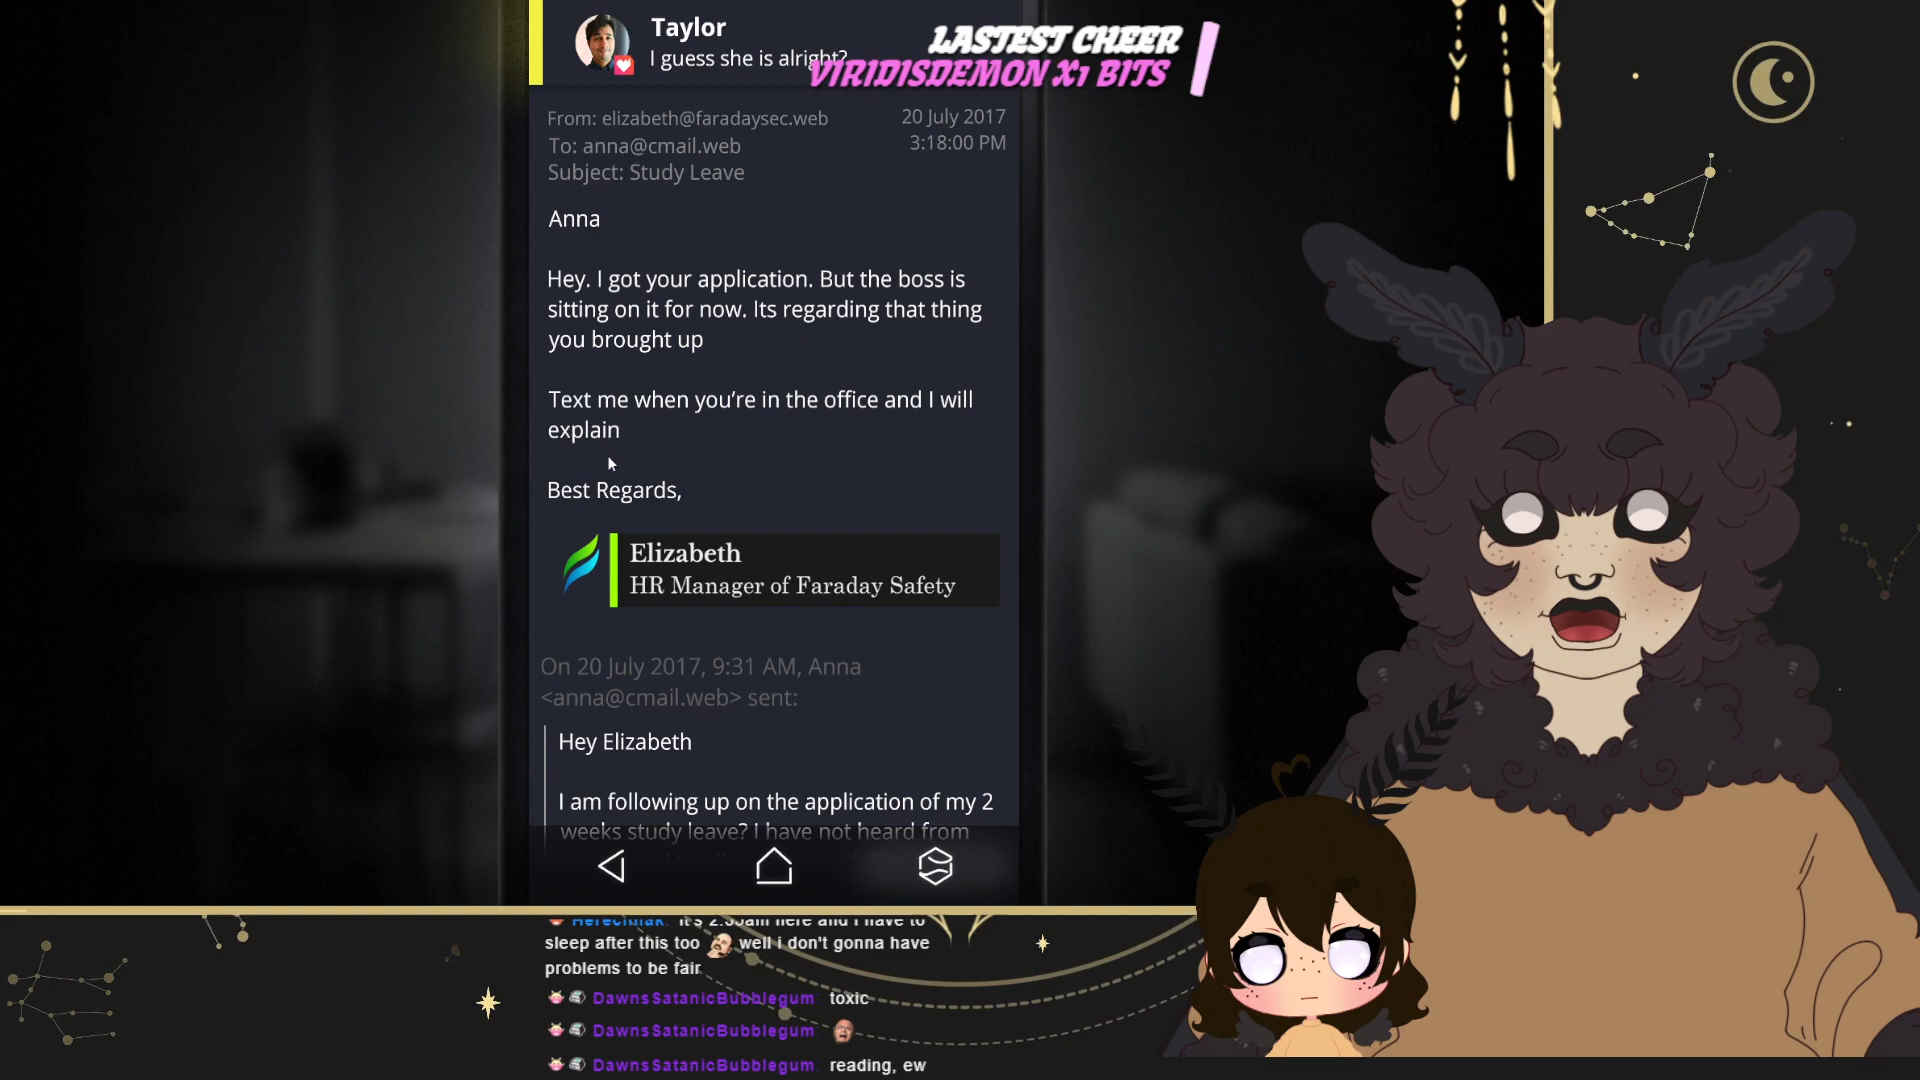 Taylor
I guess she is alright?
LASTEST CHEER
VIRIDISDEMON X1 BITS
From: elizabeth@faradaysec.web
20 July 2017
To: anna@cmail.web
3:18:00 PM
Subject: Study Leave
Anna
Hey. I got your application. But the boss is
sitting on it for now. Its regarding that thing
you brought up
Text me when you’re in the office and I will
explain
Best Regards,
Elizabeth
HR Manager of Faraday Safety
On 20 July 2017, 9:31 AM, Anna
<anna@cmail.web> sent:
Hey Elizabeth
I am following up on the application of my 2
weeks study leave? I have not heard from
here and I have to
sleep after this too well i don't gonna have
problems to be fair
DawnsSatanicBubblegum: toxic
DawnsSatanicBubblegum:
DawnsSatanicBubblegum: reading, ew